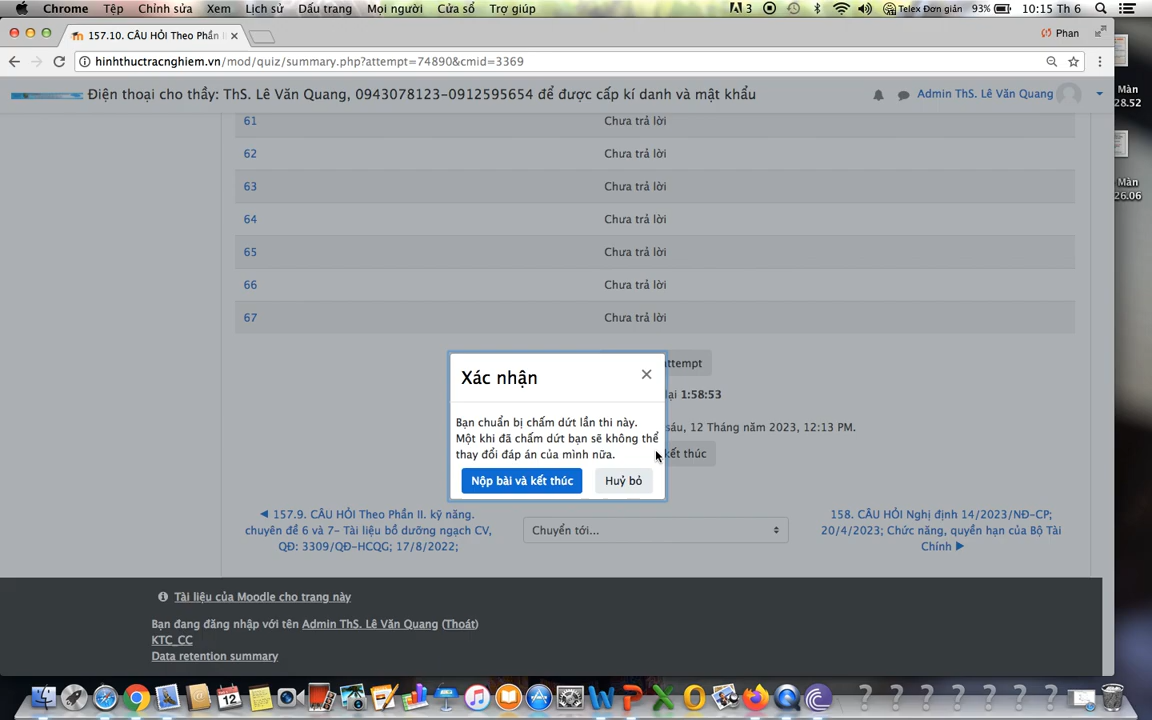 Chrome Tệp Chỉnh sửa Xem Lịch sử Dấu trang Mọi người Cửa sổ Trợ giúp 3 Telex Đơn giản 93% 10:15 Th 6
157.10. CÂU HỎI Theo Phần Phan
hinhthuctracnghiem.vn/mod/quiz/summary.php?attempt=74890&cmid=3369
Điện thoại cho thầy: ThS. Lê Văn Quang, 0943078123-0912595654 để được cấp kí danh và mật khẩu Admin ThS. Lê Văn Quang
Màn
28.52
61 Chưa trả lời
62 Chưa trả lời
63 Chưa trả lời
Màn
26.06
64 Chưa trả lời
65 Chưa trả lời
66 Chưa trả lời
67 Chưa trả lời
attempt
Xác nhận
ại 1:58:53
Bạn chuẩn bị chấm dứt lần thi này.
Một khi đã chấm dứt bạn sẽ không thể
thay đổi đáp án của mình nữa.
sáu, 12 Tháng năm 2023, 12:13 PM.
kết thúc
Nộp bài và kết thúc Huỷ bỏ
◄ 157.9. CÂU HỎI Theo Phần II. kỹ năng.
chuyên đề 6 và 7- Tài liệu bồ dưỡng ngạch CV,
QĐ: 3309/QĐ-HCQG; 17/8/2022;
Chuyển tới...
158. CÂU HỎI Nghị định 14/2023/NĐ-CP;
20/4/2023; Chức năng, quyền hạn của Bộ Tài
Chính ►
Tài liệu của Moodle cho trang này
Bạn đang đăng nhập với tên Admin ThS. Lê Văn Quang (Thoát)
KTC_CC
Data retention summary
12